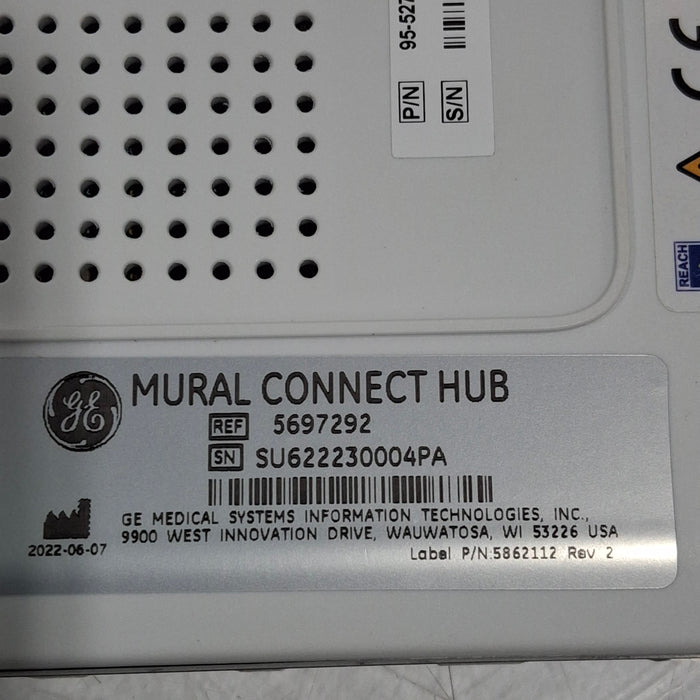 95-527
P/N
S/N
CE
REACH
GE
MURAL CONNECT HUB
REF 5697292
SN SU622230004PA
GE MEDICAL SYSTEMS INFORMATION TECHNOLOGIES, INC.,
9900 WEST INNOVATION DRIVE, WAUWATOSA, WI 53226 USA
2022-06-07
Label P/N:5862112 Rev 2